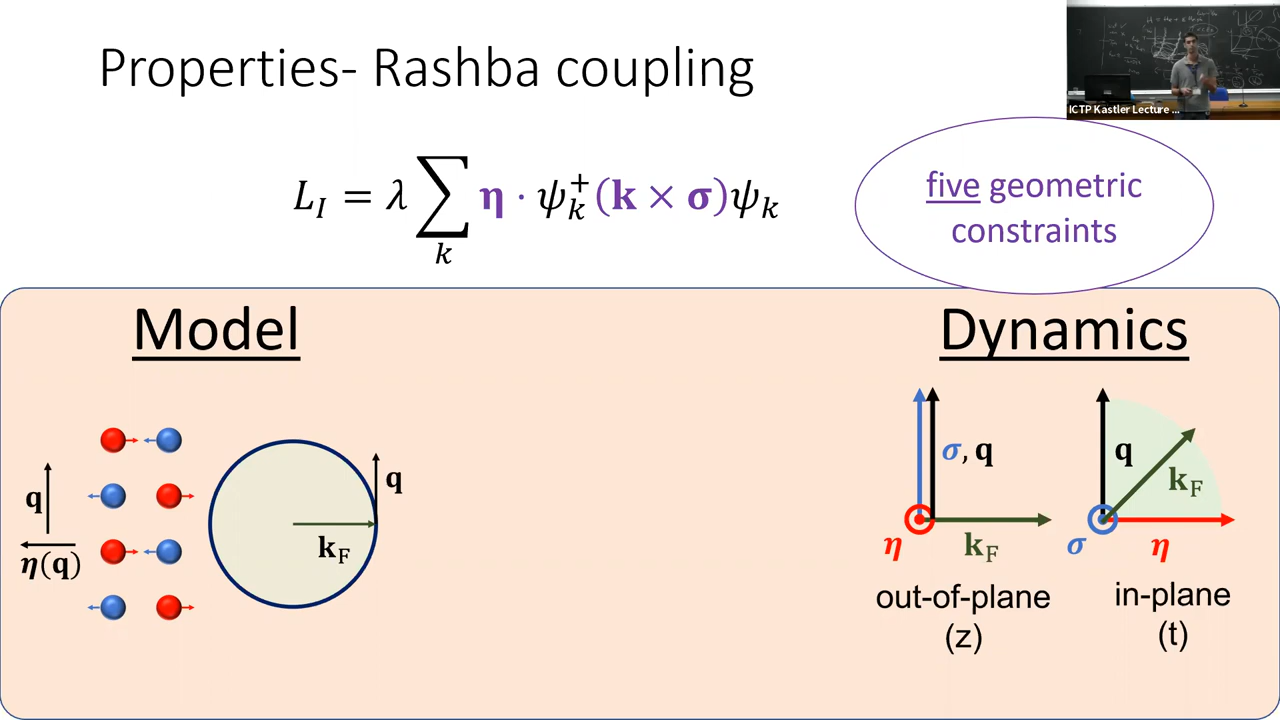 Properties- Rashba coupling
ICTP Kastler Lecture ...
L_I = λ ∑_k η · ψ_k^+ (k × σ) ψ_k
five geometric
constraints
Model
Dynamics
q
η(q)
k_F
q
σ, q
η
k_F
out-of-plane
(z)
q
k_F
σ
η
in-plane
(t)